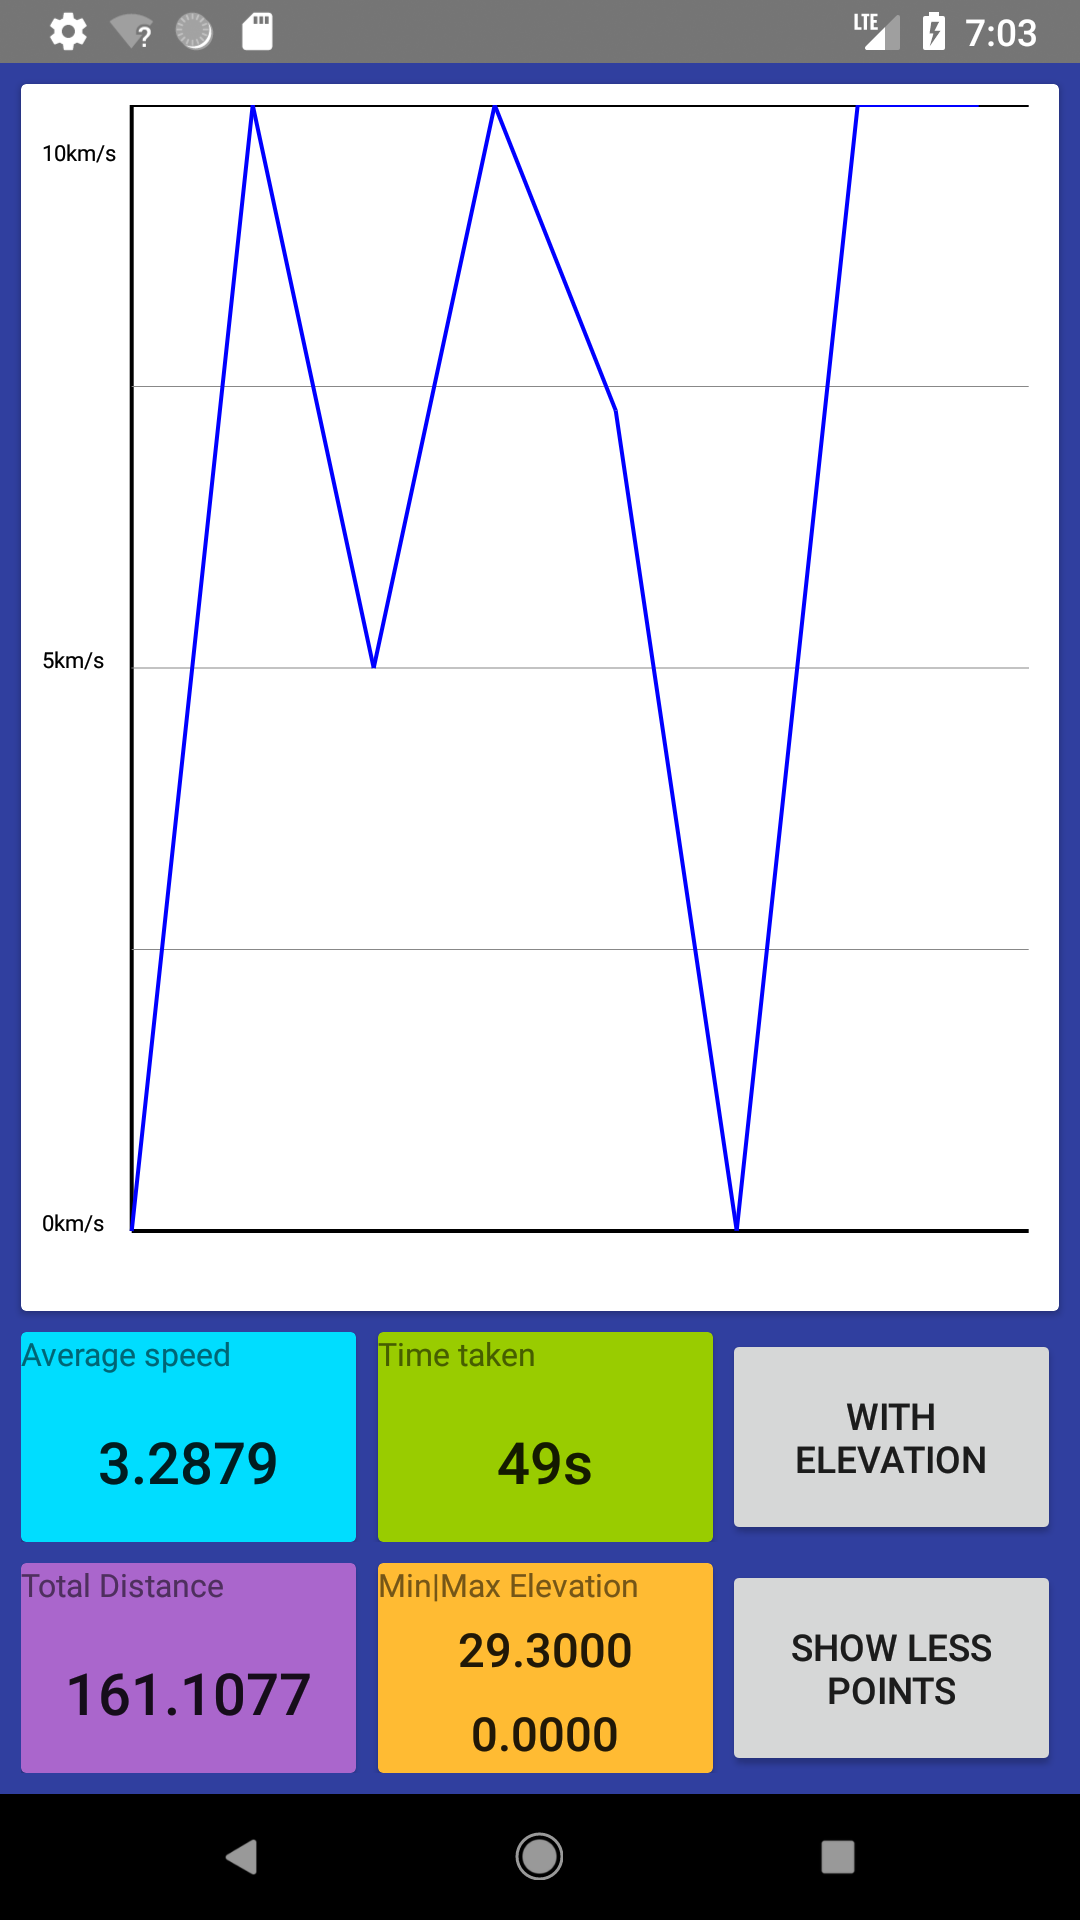 LTE 7:03
10km/s
5km/s
0km/s
Average speed
3.2879
Time taken
49s
WITH
ELEVATION
Total Distance
161.1077
Min|Max Elevation
29.3000
0.0000
SHOW LESS
POINTS